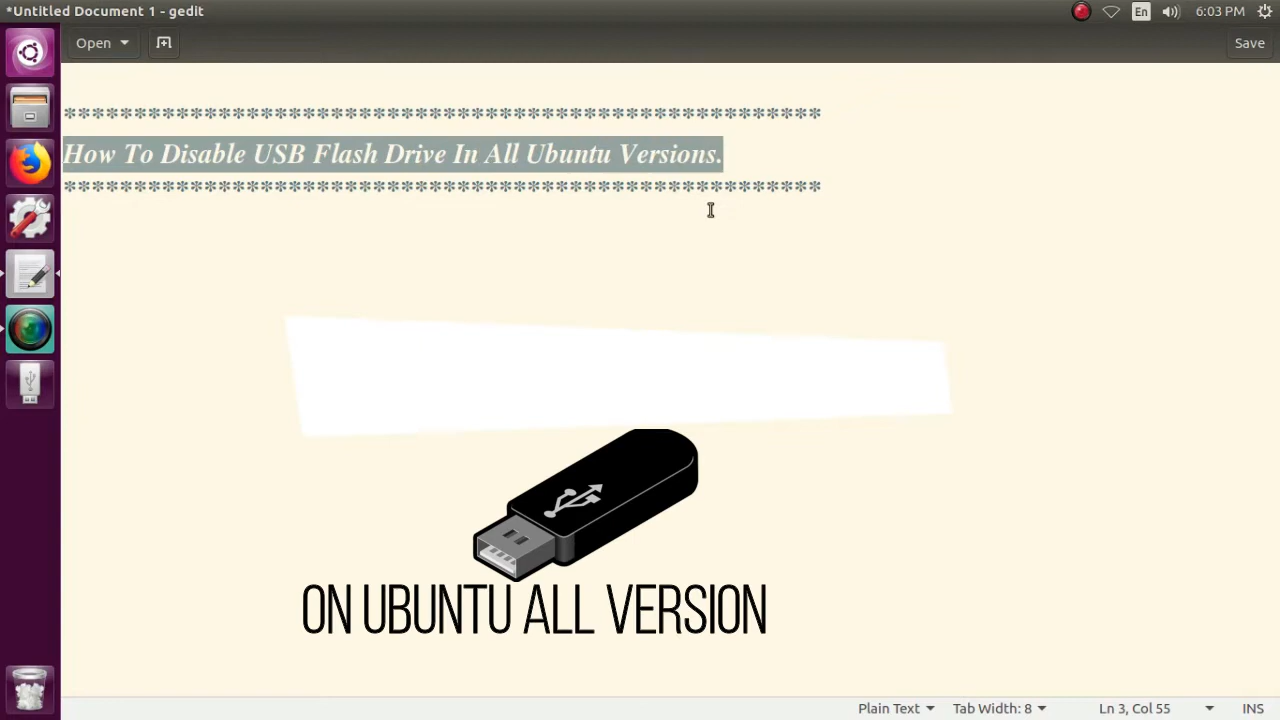 *Untitled Document 1 - gedit
En
6:03 PM
Open
Save
******************************************************
How To Disable USB Flash Drive In All Ubuntu Versions.
******************************************************
ON UBUNTU ALL VERSION
Plain Text
Tab Width: 8
Ln 3, Col 55
INS